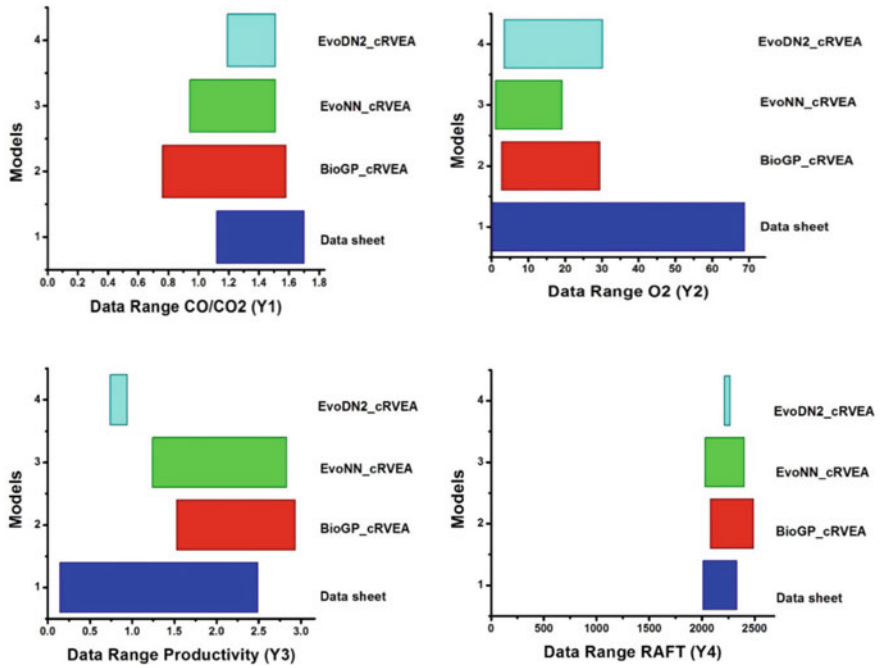 Models
4
3
2
1
EvoDN2_cRVEA
EvoNN_cRVEA
BioGP_cRVEA
Data sheet
0.0 0.2 0.4 0.6 0.8 1.0 1.2 1.4 1.6 1.8
Data Range CO/CO2 (Y1)
Models
4
3
2
1
EvoDN2_cRVEA
EvoNN_cRVEA
BioGP_cRVEA
Data sheet
0 10 20 30 40 50 60 70
Data Range O2 (Y2)
Models
4
3
2
1
EvoDN2_cRVEA
EvoNN_cRVEA
BioGP_cRVEA
Data sheet
0.0 0.5 1.0 1.5 2.0 2.5 3.0
Data Range Productivity (Y3)
Models
4
3
2
1
EvoDN2_cRVEA
EvoNN_cRVEA
BioGP_cRVEA
Data sheet
0 500 1000 1500 2000 2500
Data Range RAFT (Y4)